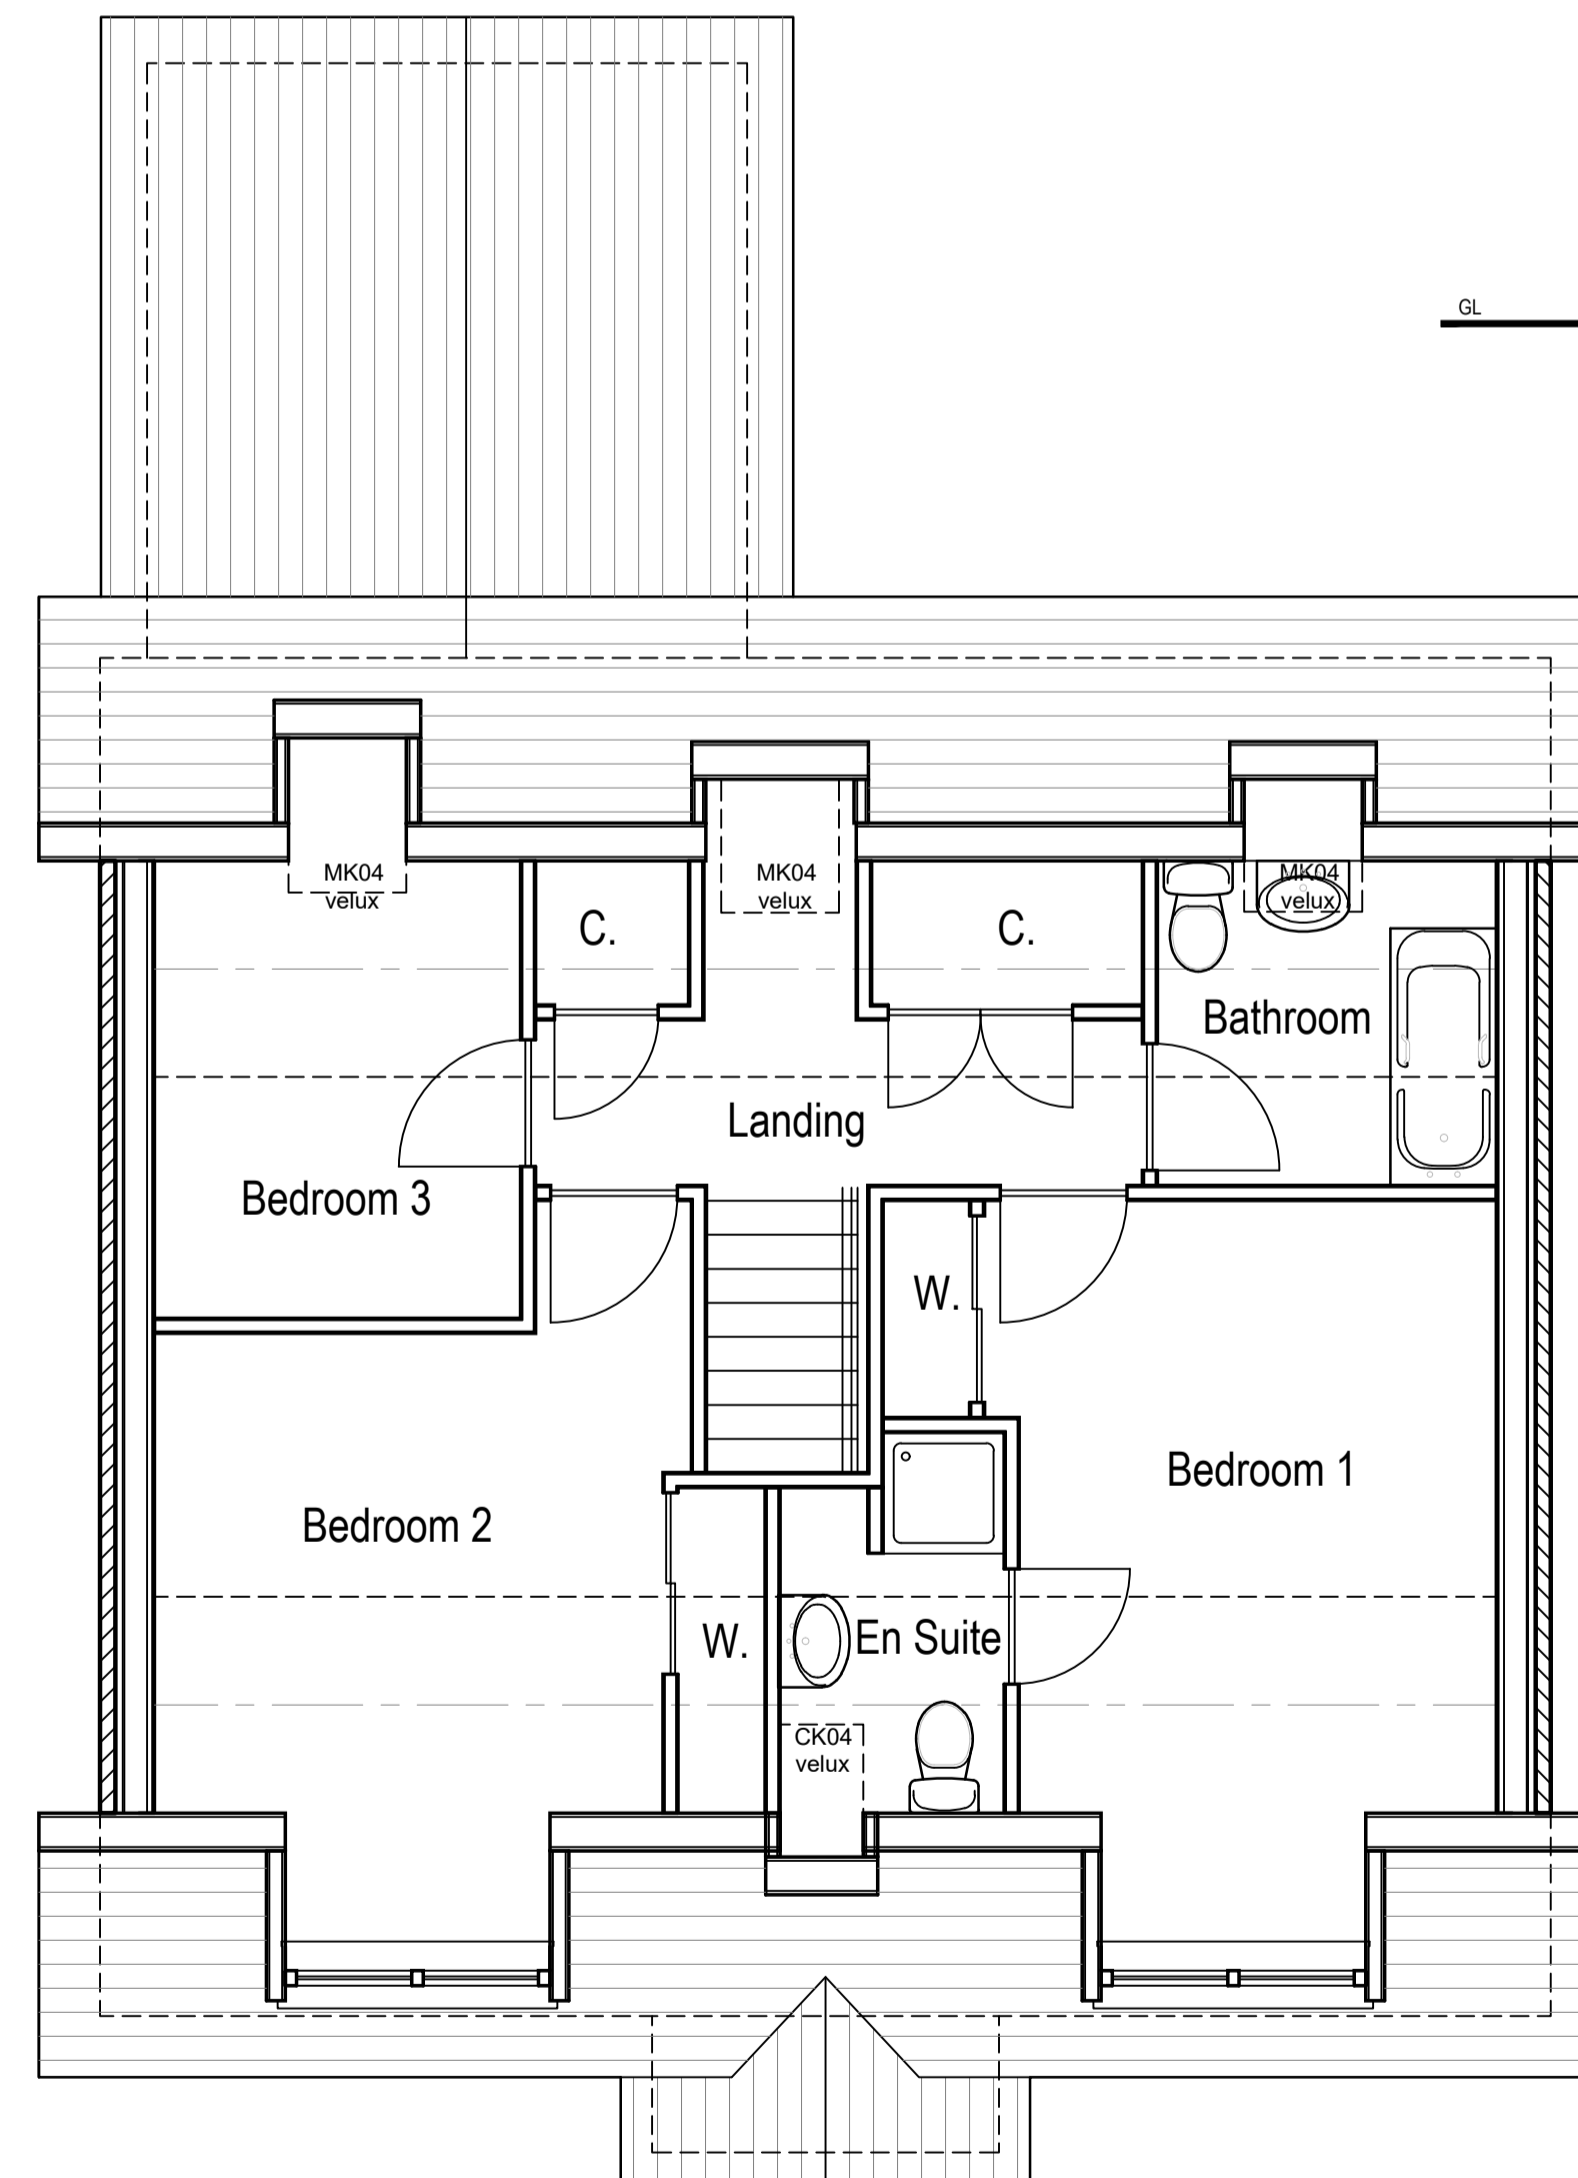 GL
MK04
velux
MK04
velux
MK04
velux
C.
C.
Bathroom
Landing
Bedroom 3
W.
Bedroom 1
Bedroom 2
W.
En Suite
CK04
velux